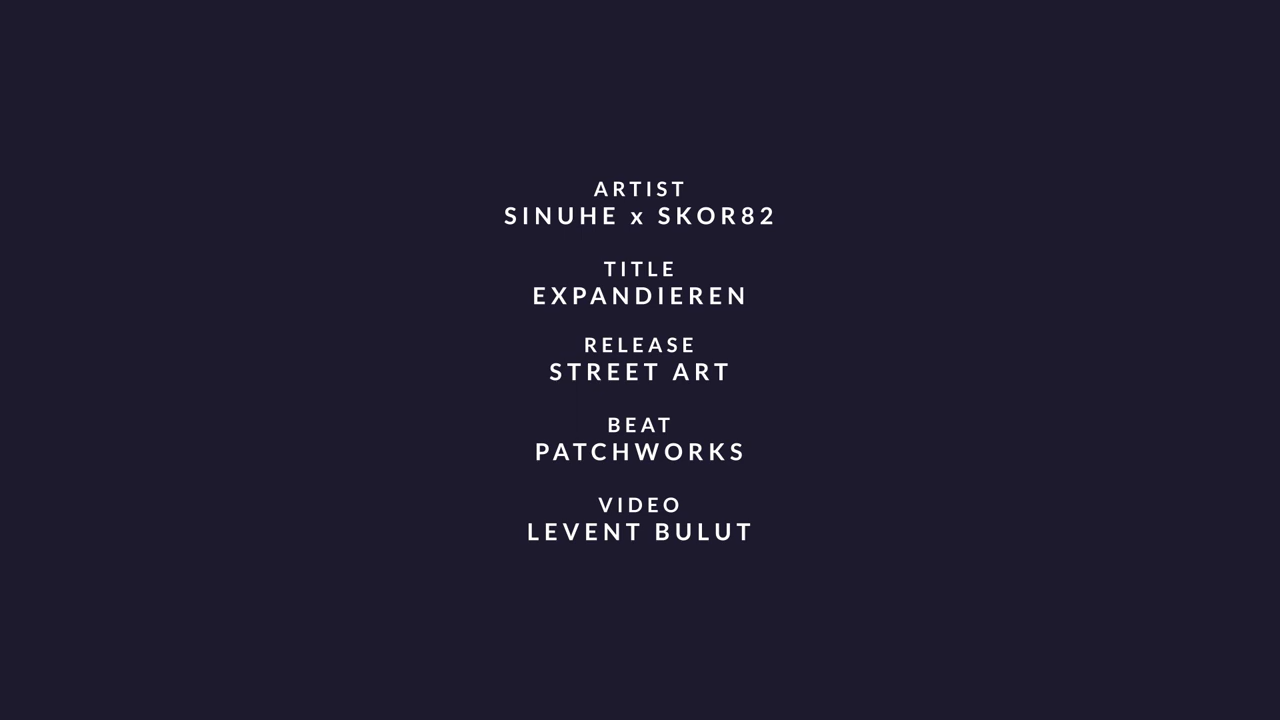 ARTIST
SINUHE x SKOR82
TITLE
EXPANDIEREN
RELEASE
STREET ART
BEAT
PATCHWORKS
VIDEO
LEVENT BULUT